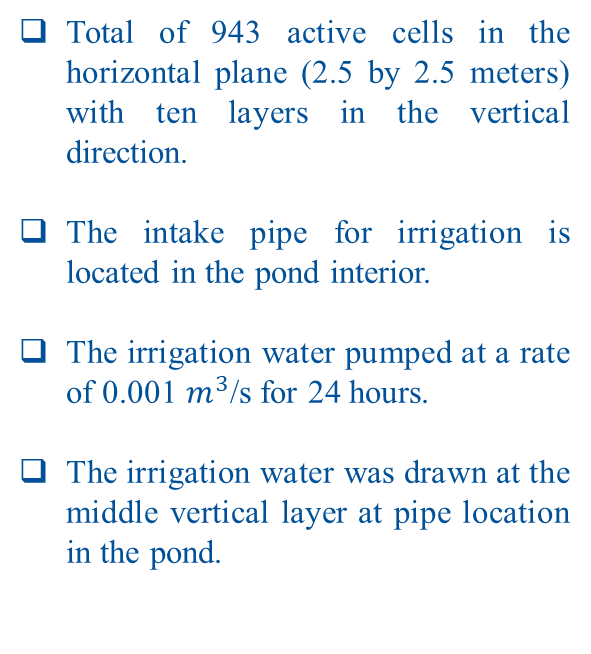 ❑ Total of 943 active cells in the
horizontal plane (2.5 by 2.5 meters)
with ten layers in the vertical
direction.
❑ The intake pipe for irrigation is
located in the pond interior.
❑ The irrigation water pumped at a rate
of 0.001 m³/s for 24 hours.
❑ The irrigation water was drawn at the
middle vertical layer at pipe location
in the pond.